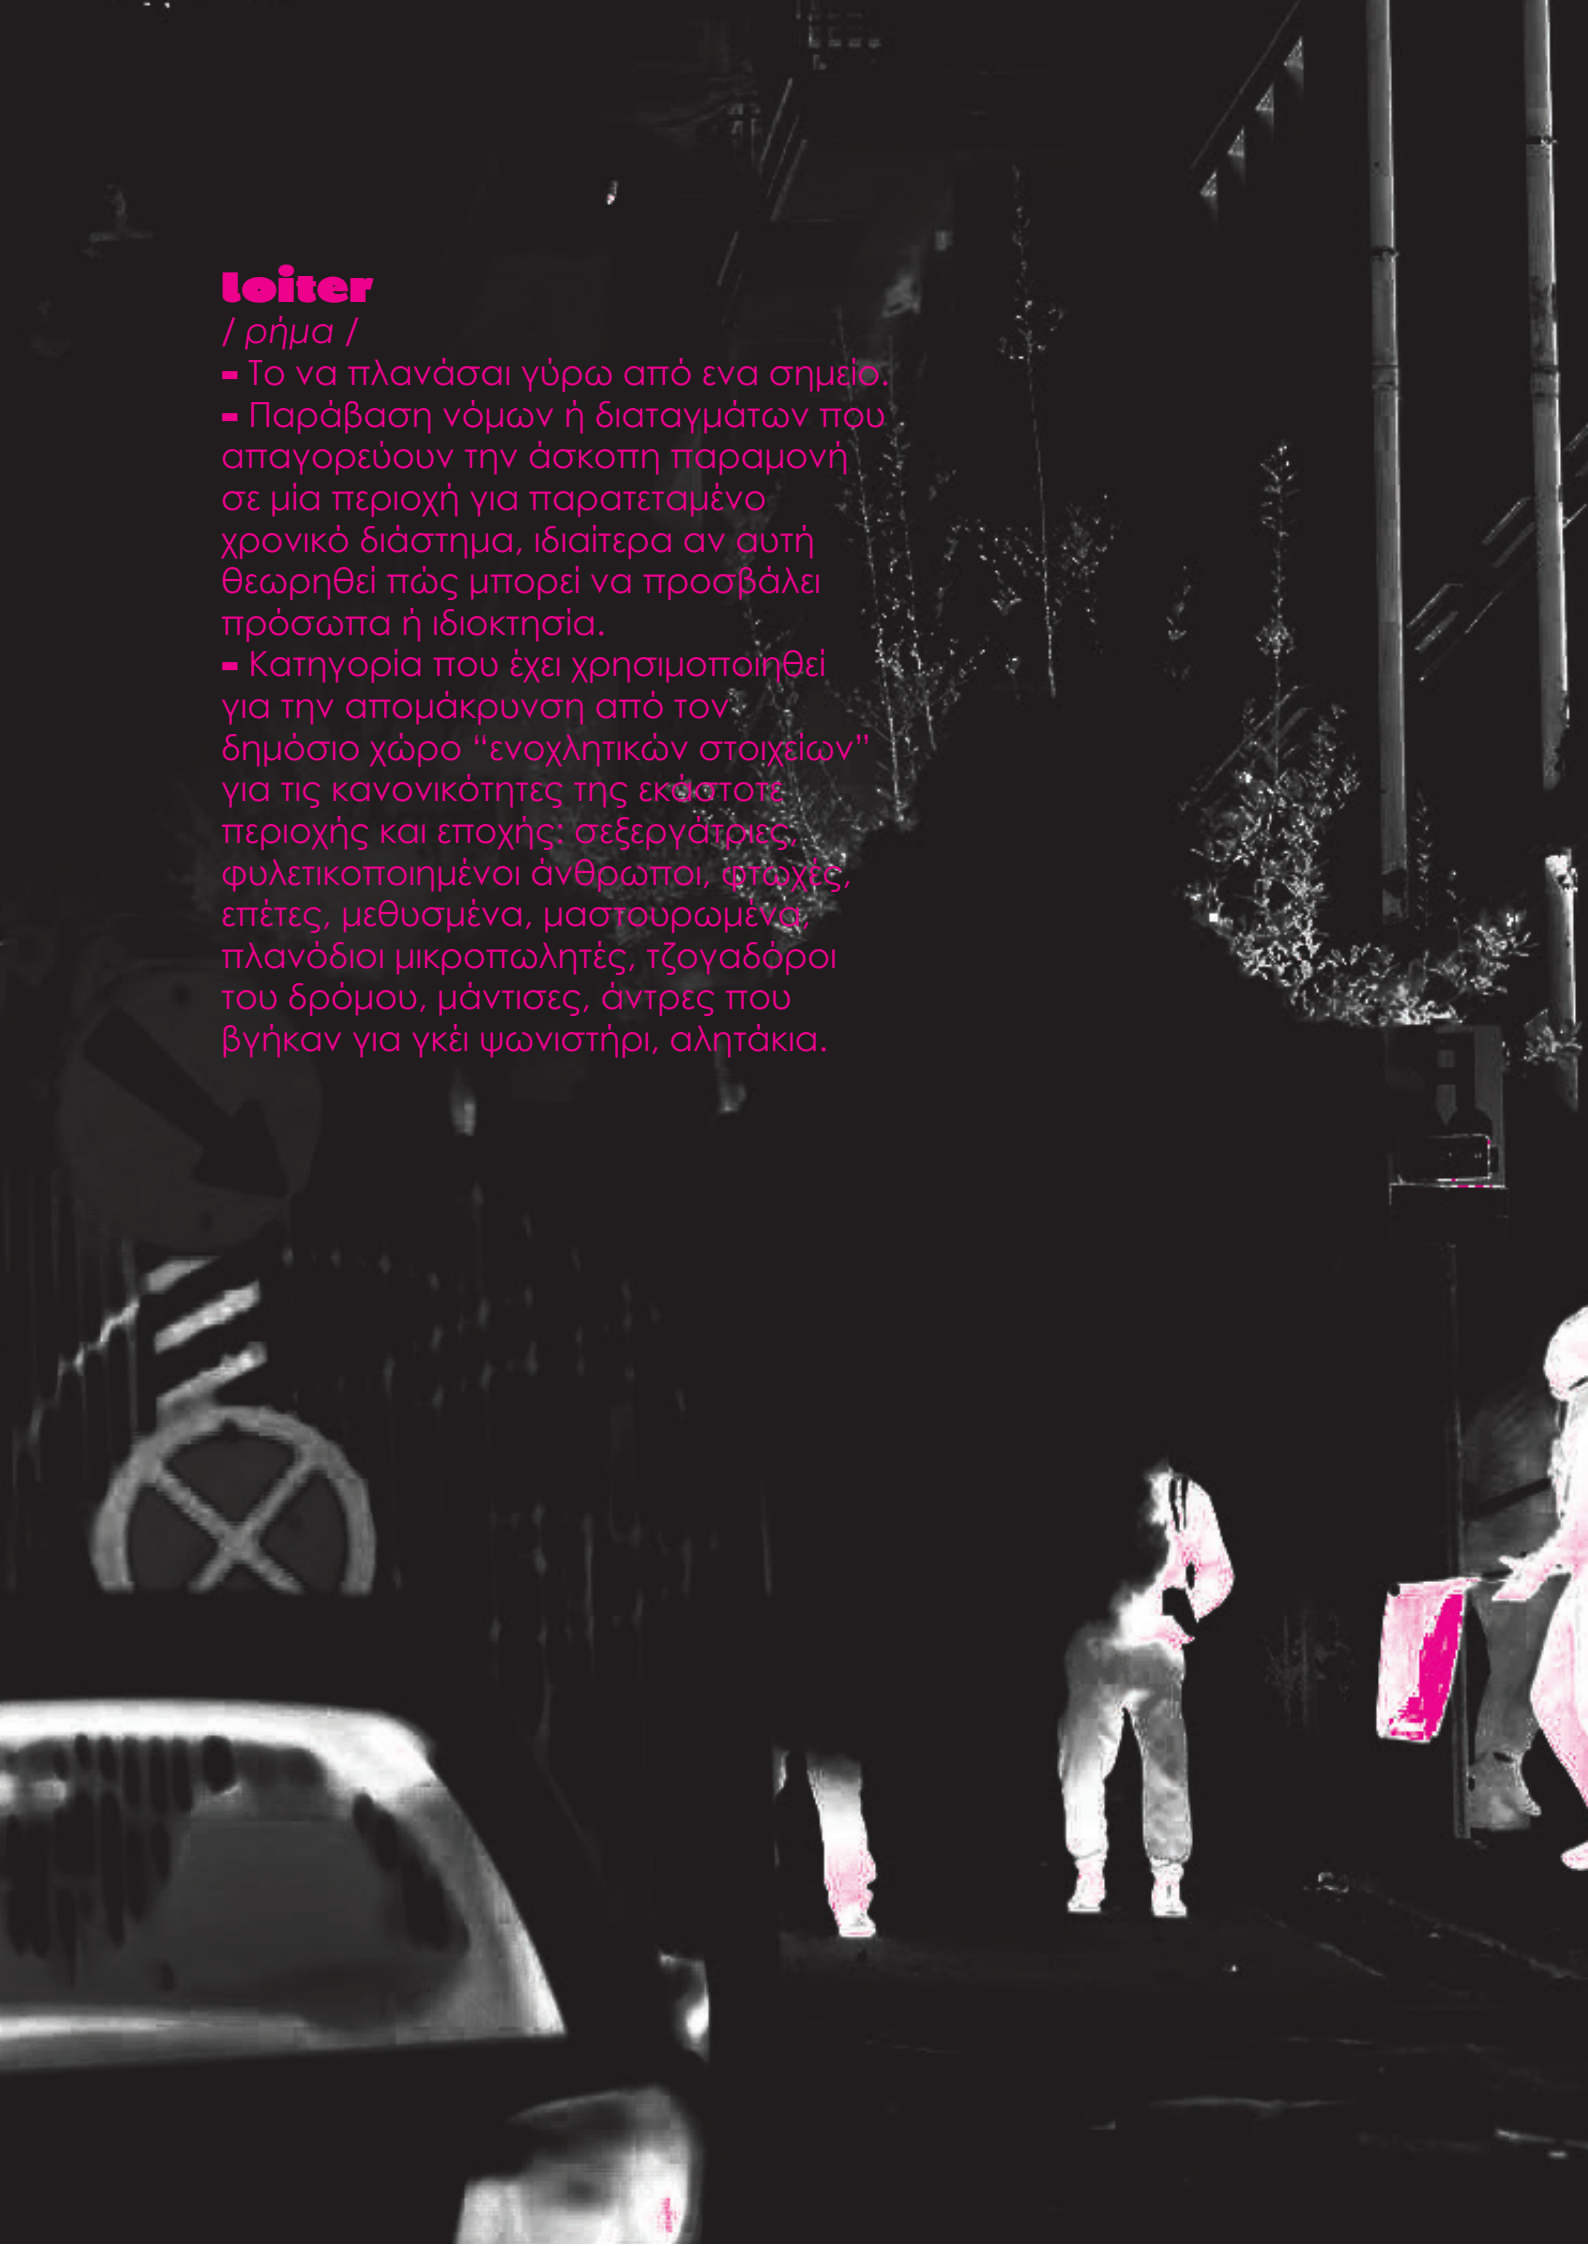 loiter
/ ρήμα /
- Το να πλανάσαι γύρω από ενα σημείο.
- Παράβαση νόμων ή διαταγμάτων που
απαγορεύουν την άσκοπη παραμονή
σε μία περιοχή για παρατεταμένο
χρονικό διάστημα, ιδιαίτερα αν αυτή
θεωρηθεί πώς μπορεί να προσβάλει
πρόσωπα ή ιδιοκτησία.
- Κατηγορία που έχει χρησιμοποιηθεί
για την απομάκρυνση από τον
δημόσιο χώρο “ενοχλητικών στοιχείων”
για τις κανονικότητες της εκάστοτε
περιοχής και εποχής: σεξεργάτριες,
φυλετικοποιημένοι άνθρωποι, φτωχές,
επέτες, μεθυσμένα, μαστουρωμένα,
πλανόδιοι μικροπωλητές, τζογαδόροι
του δρόμου, μάντισες, άντρες που
βγήκαν για γκέι ψωνιστήρι, αλητάκια.